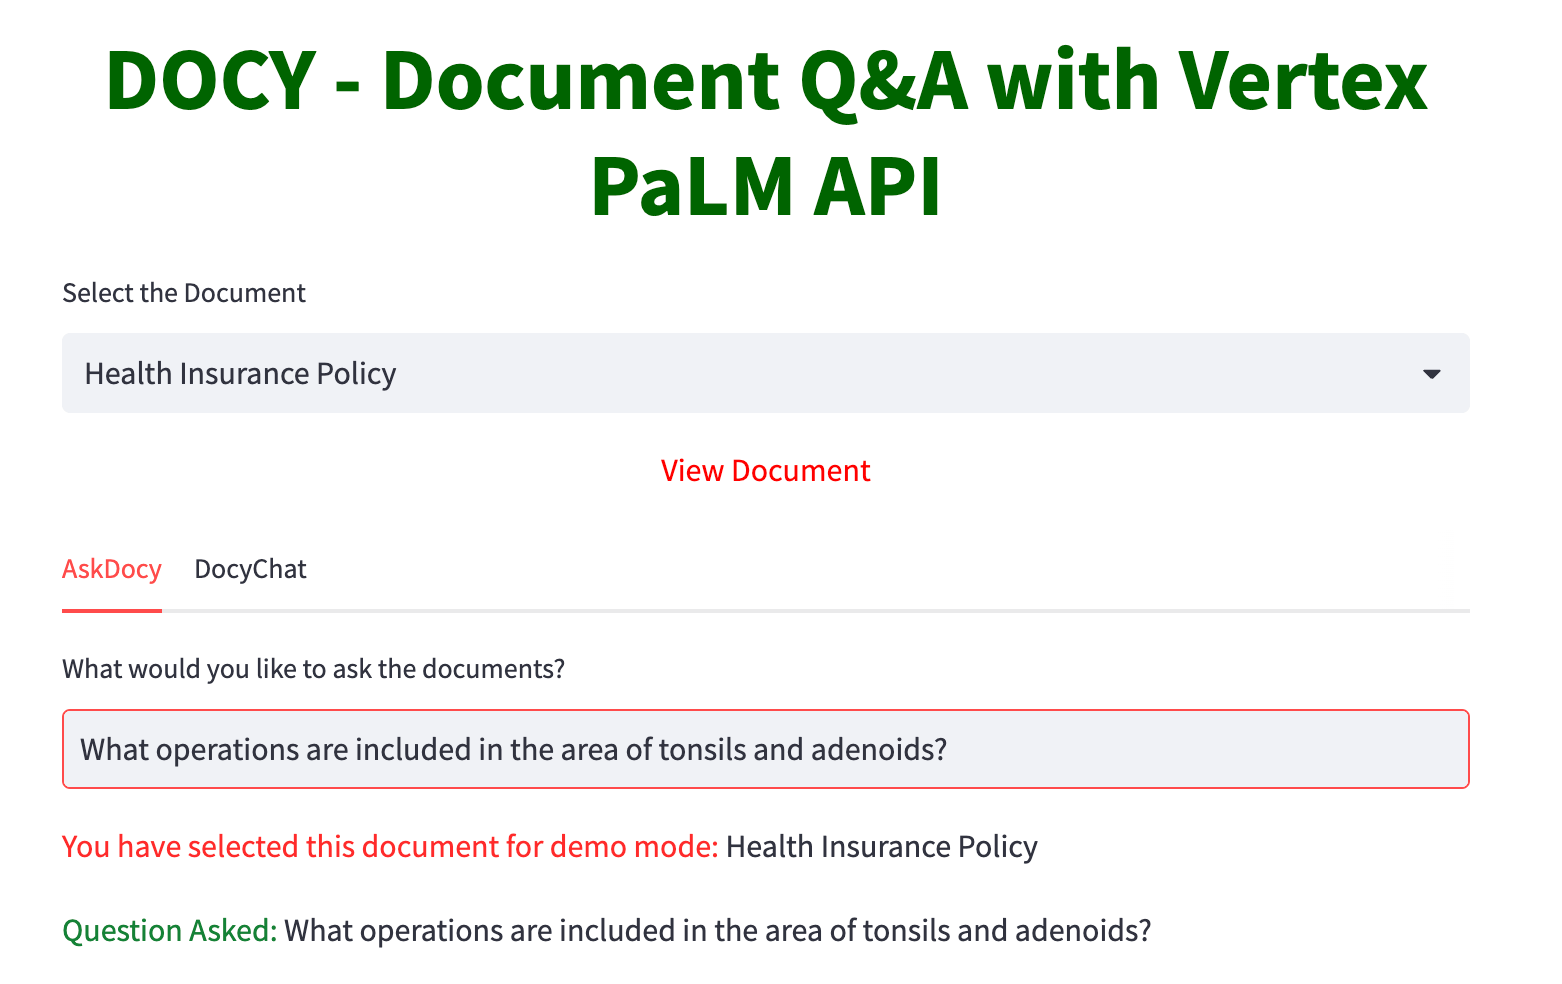 DOCY - Document Q&A with Vertex
PaLM API
Select the Document
Health Insurance Policy
View Document
AskDocy DocyChat
What would you like to ask the documents?
What operations are included in the area of tonsils and adenoids?
You have selected this document for demo mode: Health Insurance Policy
Question Asked: What operations are included in the area of tonsils and adenoids?